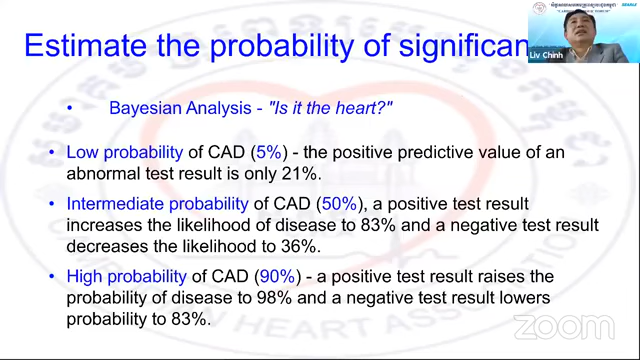 Estimate the probability of significan
Liv Chinh
• Bayesian Analysis - "Is it the heart?"
• Low probability of CAD (5%) - the positive predictive value of an
abnormal test result is only 21%.
• Intermediate probability of CAD (50%), a positive test result
increases the likelihood of disease to 83% and a negative test result
decreases the likelihood to 36%.
• High probability of CAD (90%) - a positive test result raises the
probability of disease to 98% and a negative test result lowers
probability to 83%.
zoom